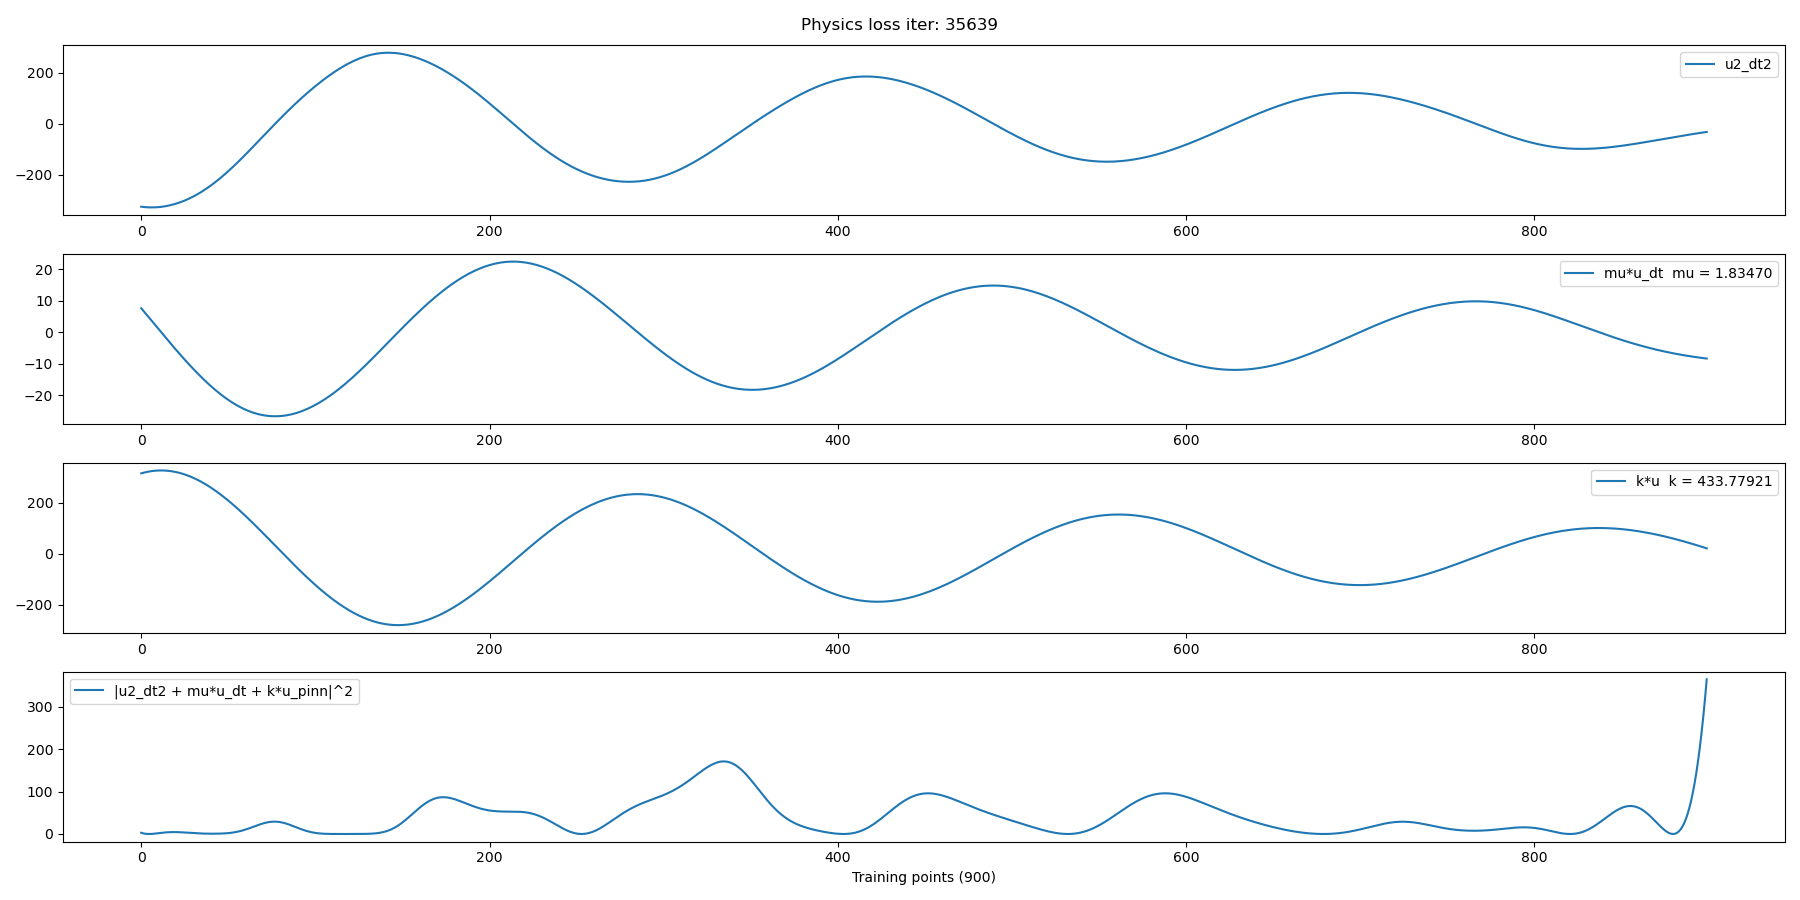 Physics loss iter: 35639
u2_dt2
200
0
−200
0 200 400 600 800
mu*u_dt mu = 1.83470
20
10
0
−10
−20
0 200 400 600 800
k*u k = 433.77921
200
0
−200
0 200 400 600 800
|u2_dt2 + mu*u_dt + k*u_pinn|^2
300
200
100
0
0 200 400 600 800
Training points (900)